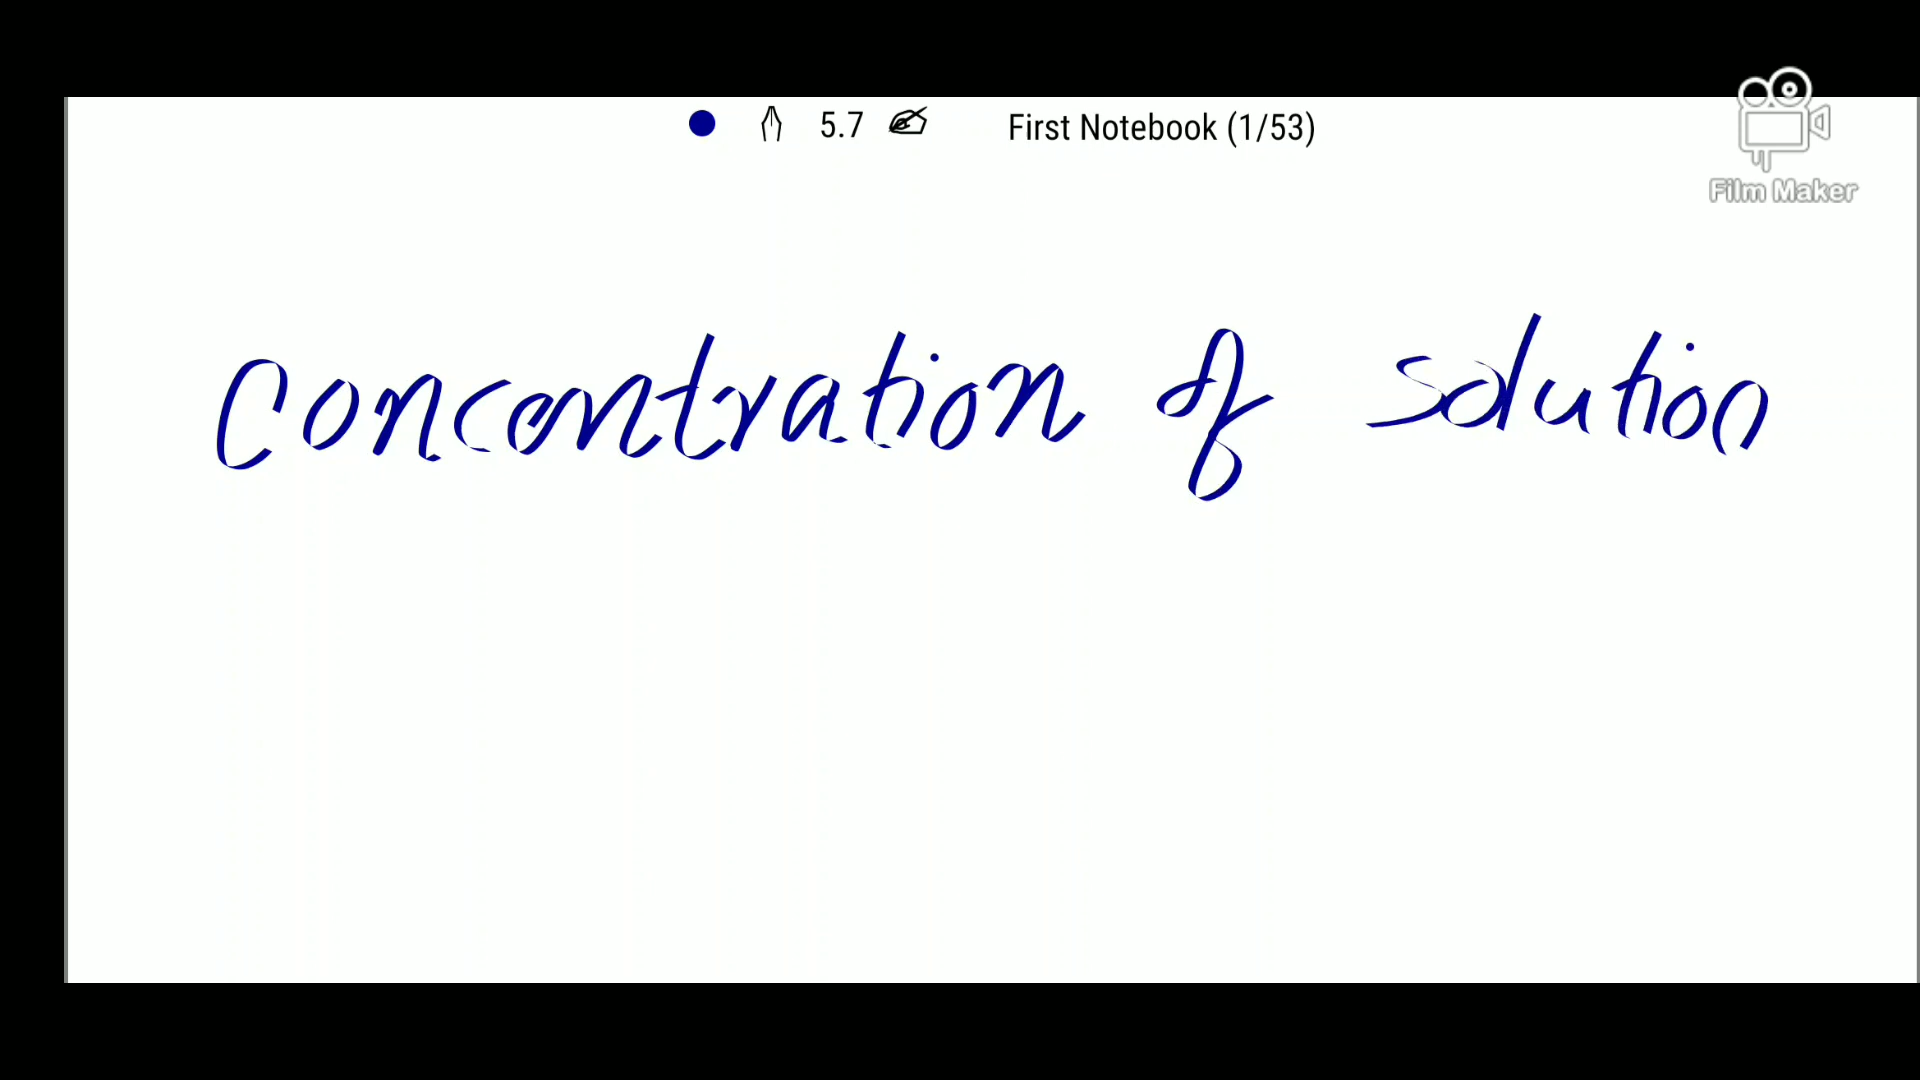 5.7 First Notebook (1/53)
Film Maker
Concentration of solution